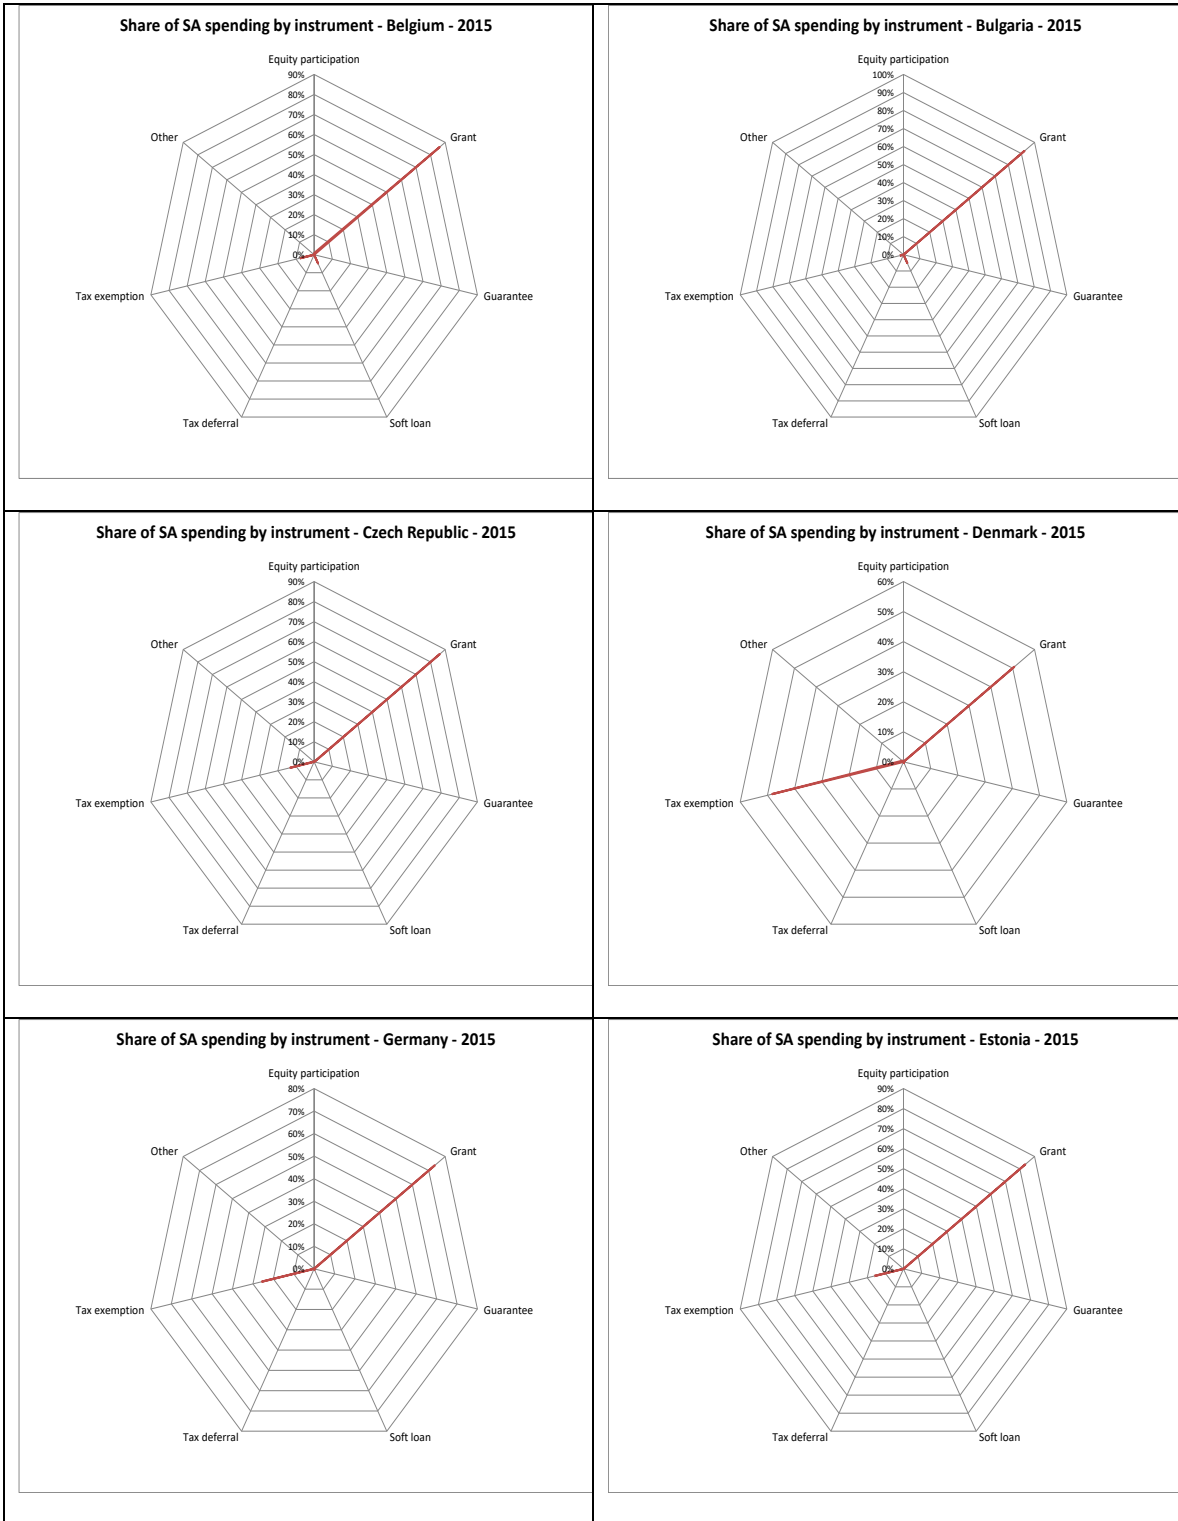 Share of SA spending by instrument - Belgium - 2015
Equity participation
90%
80%
70%
60%
50%
40%
30%
20%
10%
0%
Grant
Guarantee
Soft loan
Tax deferral
Tax exemption
Other
Share of SA spending by instrument - Bulgaria - 2015
Equity participation
100%
90%
80%
70%
60%
50%
40%
30%
20%
10%
0%
Grant
Guarantee
Soft loan
Tax deferral
Tax exemption
Other
Share of SA spending by instrument - Czech Republic - 2015
Equity participation
90%
80%
70%
60%
50%
40%
30%
20%
10%
0%
Grant
Guarantee
Soft loan
Tax deferral
Tax exemption
Other
Share of SA spending by instrument - Denmark - 2015
Equity participation
60%
50%
40%
30%
20%
10%
0%
Grant
Guarantee
Soft loan
Tax deferral
Tax exemption
Other
Share of SA spending by instrument - Germany - 2015
Equity participation
80%
70%
60%
50%
40%
30%
20%
10%
0%
Grant
Guarantee
Soft loan
Tax deferral
Tax exemption
Other
Share of SA spending by instrument - Estonia - 2015
Equity participation
90%
80%
70%
60%
50%
40%
30%
20%
10%
0%
Grant
Guarantee
Soft loan
Tax deferral
Tax exemption
Other